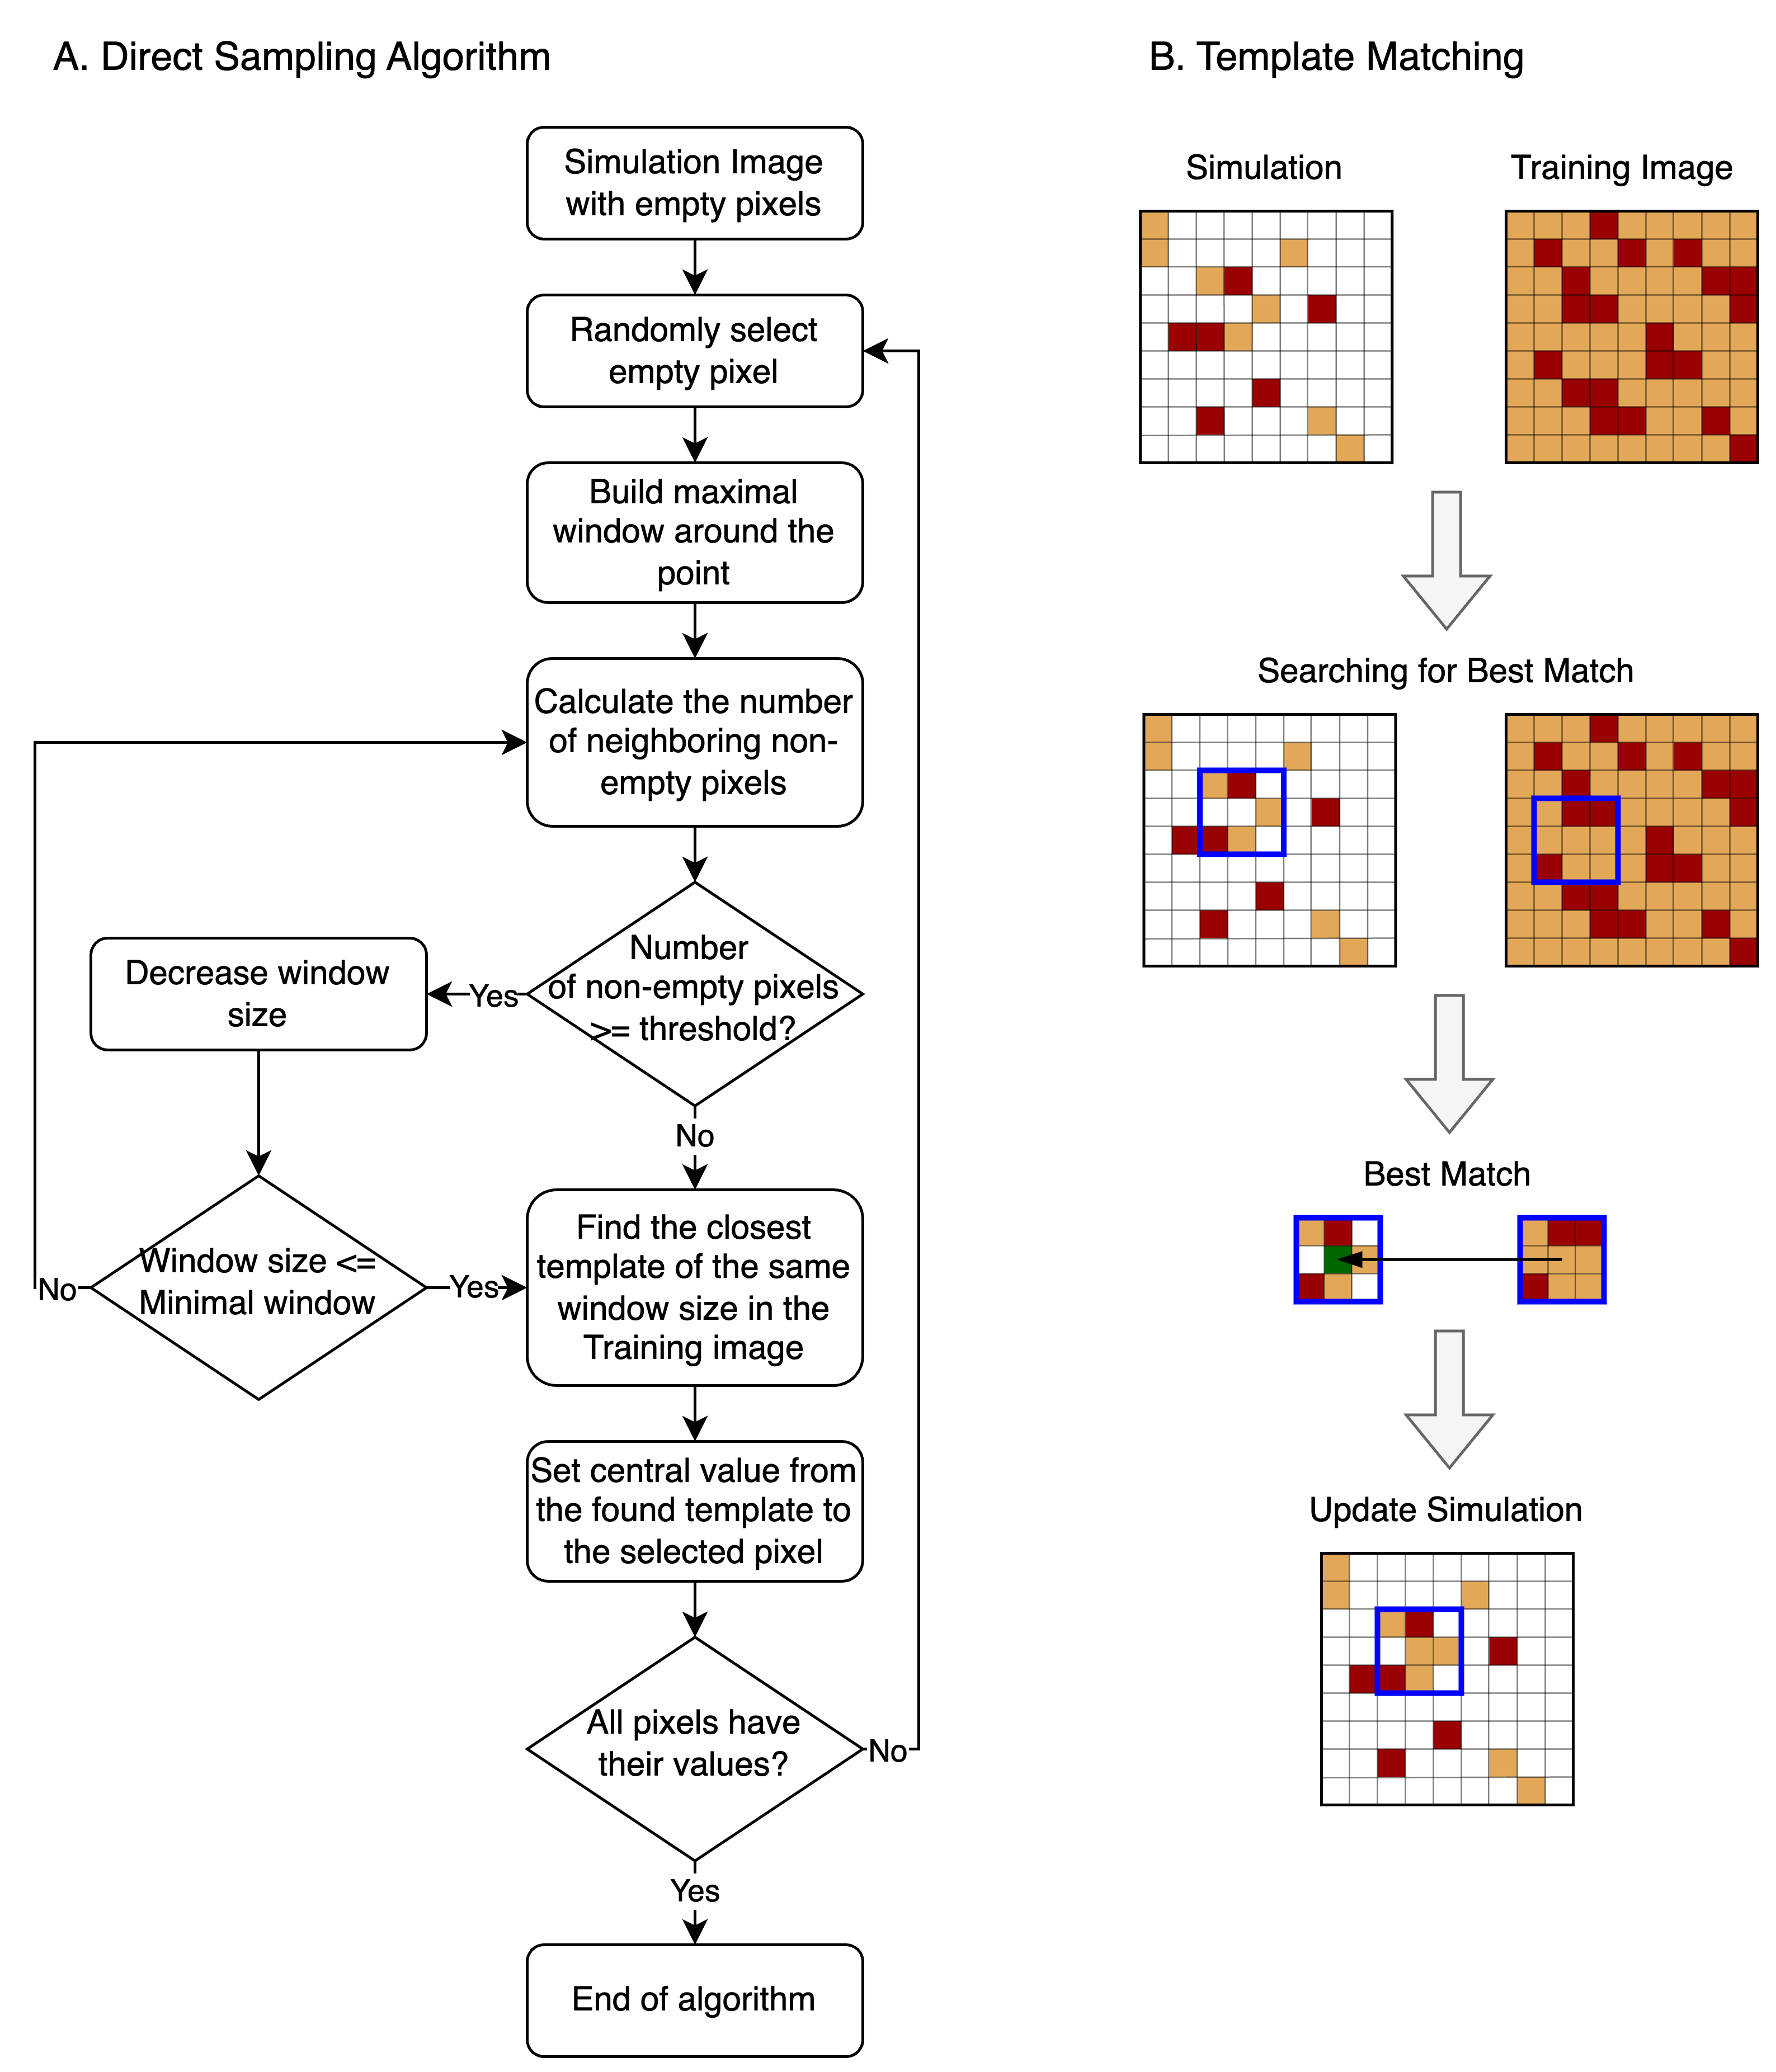 A. Direct Sampling Algorithm
Simulation Image
with empty pixels
Randomly select
empty pixel
Build maximal
window around the
point
Calculate the number
of neighboring non-
empty pixels
Number
of non-empty pixels
>= threshold?
Yes
Decrease window
size
No
Window size <=
Minimal window
No
Yes
Find the closest
template of the same
window size in the
Training image
Set central value from
the found template to
the selected pixel
All pixels have
their values?
No
Yes
End of algorithm
B. Template Matching
Simulation
Training Image
Searching for Best Match
Best Match
Update Simulation